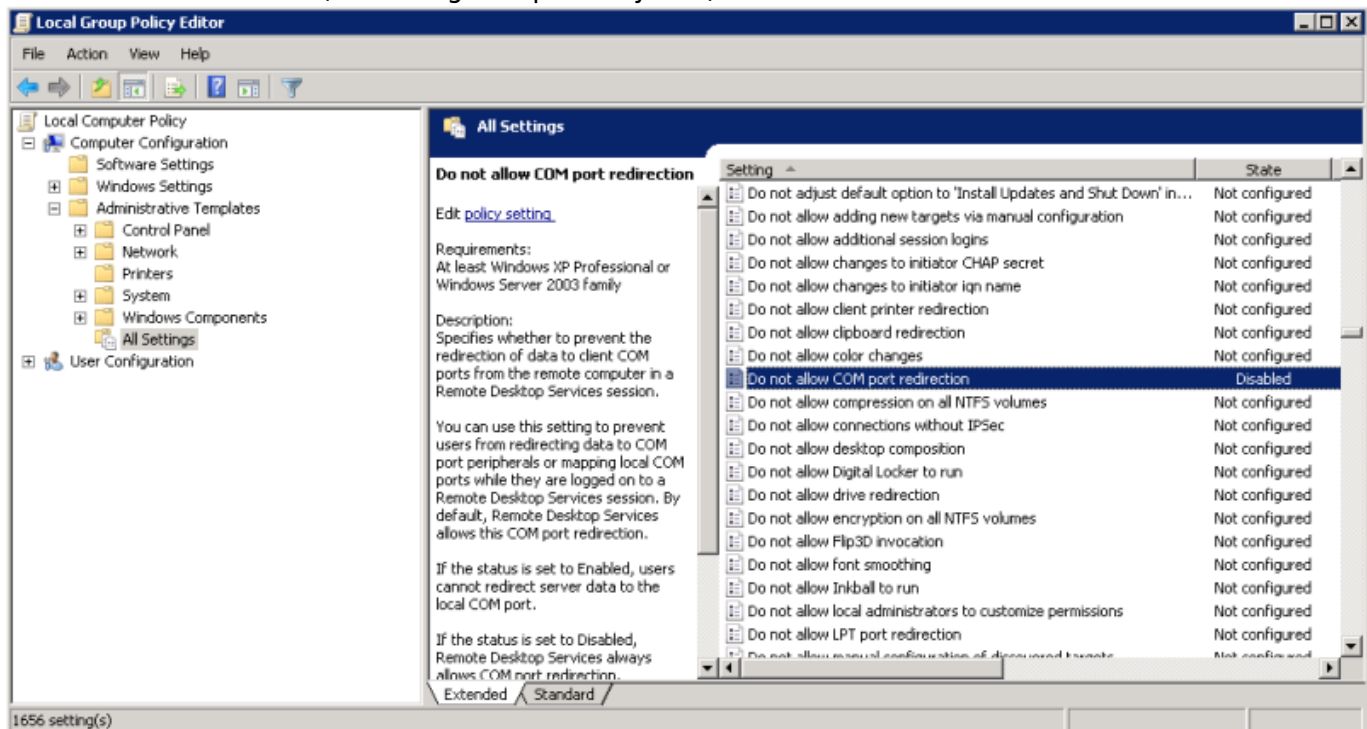 Local Group Policy Editor
File Action View Help
Local Computer Policy
Computer Configuration
Software Settings
Windows Settings
Administrative Templates
Control Panel
Network
Printers
System
Windows Components
All Settings
User Configuration
All Settings
Do not allow COM port redirection
Edit policy setting
Requirements:
At least Windows XP Professional or
Windows Server 2003 family
Description:
Specifies whether to prevent the
redirection of data to client COM
ports from the remote computer in a
Remote Desktop Services session.
You can use this setting to prevent
users from redirecting data to COM
port peripherals or mapping local COM
ports while they are logged on to a
Remote Desktop Services session. By
default, Remote Desktop Services
allows this COM port redirection.
If the status is set to Enabled, users
cannot redirect server data to the
local COM port.
If the status is set to Disabled,
Remote Desktop Services always
allows COM port redirection.
Setting State
Do not adjust default option to 'Install Updates and Shut Down' in... Not configured
Do not allow adding new targets via manual configuration Not configured
Do not allow additional session logins Not configured
Do not allow changes to initiator CHAP secret Not configured
Do not allow changes to initiator iqn name Not configured
Do not allow client printer redirection Not configured
Do not allow clipboard redirection Not configured
Do not allow color changes Not configured
Do not allow COM port redirection Disabled
Do not allow compression on all NTFS volumes Not configured
Do not allow connections without IPSec Not configured
Do not allow desktop composition Not configured
Do not allow Digital Locker to run Not configured
Do not allow drive redirection Not configured
Do not allow encryption on all NTFS volumes Not configured
Do not allow Flip3D invocation Not configured
Do not allow font smoothing Not configured
Do not allow Inkball to run Not configured
Do not allow local administrators to customize permissions Not configured
Do not allow LPT port redirection Not configured
Do not allow manual configuration of discovered targets Not configured
Extended Standard
1656 setting(s)